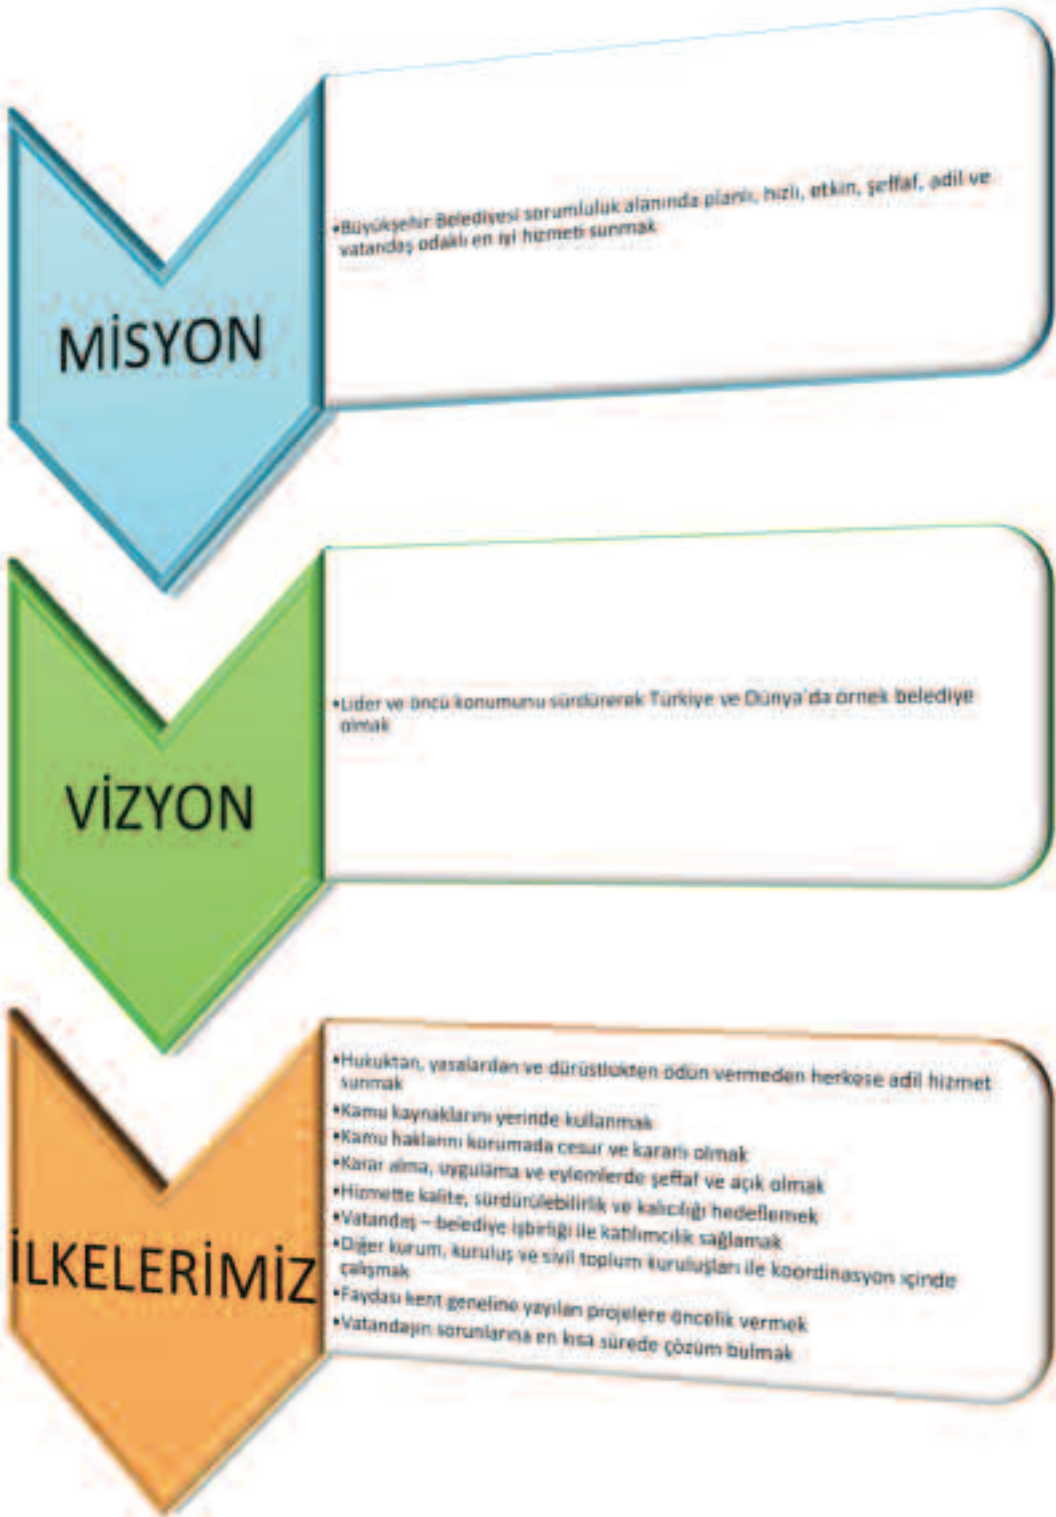 MİSYON
•Büyükşehir Belediyesi sorumluluk alanında planlı, hızlı, etkin, şeffaf, adil ve
vatandaş odaklı en iyi hizmeti sunmak
VİZYON
•Lider ve öncü konumunu sürdürerek Türkiye ve Dünya'da örnek belediye
olmak
İLKELERİMİZ
•Hukuktan, yasalardan ve dürüstlükten ödün vermeden herkese adil hizmet
sunmak
•Kamu kaynaklarını yerinde kullanmak
•Kamu haklarını korumada cesur ve kararlı olmak
•Karar alma, uygulama ve eylemlerde şeffaf ve açık olmak
•Hizmette kalite, sürdürülebilirlik ve kalıcılığı hedeflemek
•Vatandaş – belediye işbirliği ile katılımcılık sağlamak
•Diğer kurum, kuruluş ve sivil toplum kuruluşları ile koordinasyon içinde
çalışmak
•Faydası kent geneline yayılan projelere öncelik vermek
•Vatandaşın sorunlarına en kısa sürede çözüm bulmak